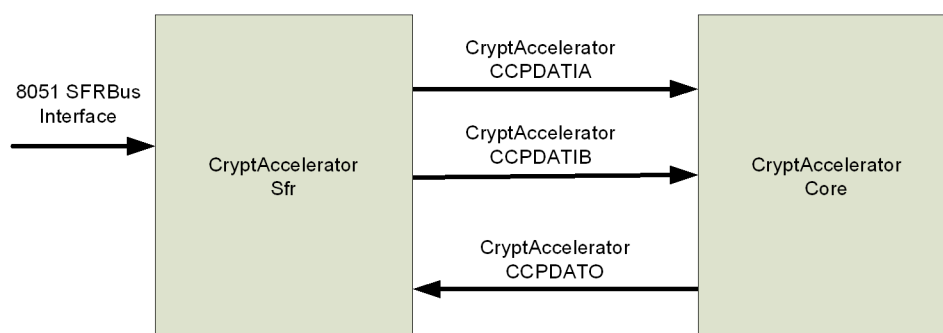 8051 SFRBus
Interface
CryptAccelerator
Sfr
CryptAccelerator
CCPDATIA
CryptAccelerator
CCPDATIB
CryptAccelerator
CCPDATO
CryptAccelerator
Core